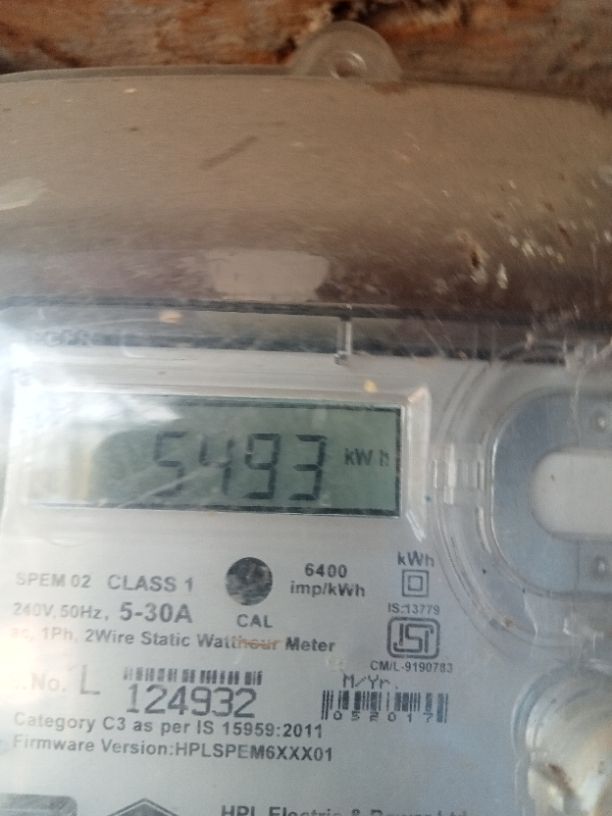 5493 kWh
SPEM 02 CLASS 1
6400
imp/kWh
kWh
240V, 50Hz, 5-30A
CAL
IS:13779
ac, 1Ph, 2Wire Static Watthour Meter
ISI
CM/L-9190783
No. L 124932
M/Yr.
052017
Category C3 as per IS 15959:2011
Firmware Version:HPLSPEM6XXX01
HPL Electric & Power Ltd